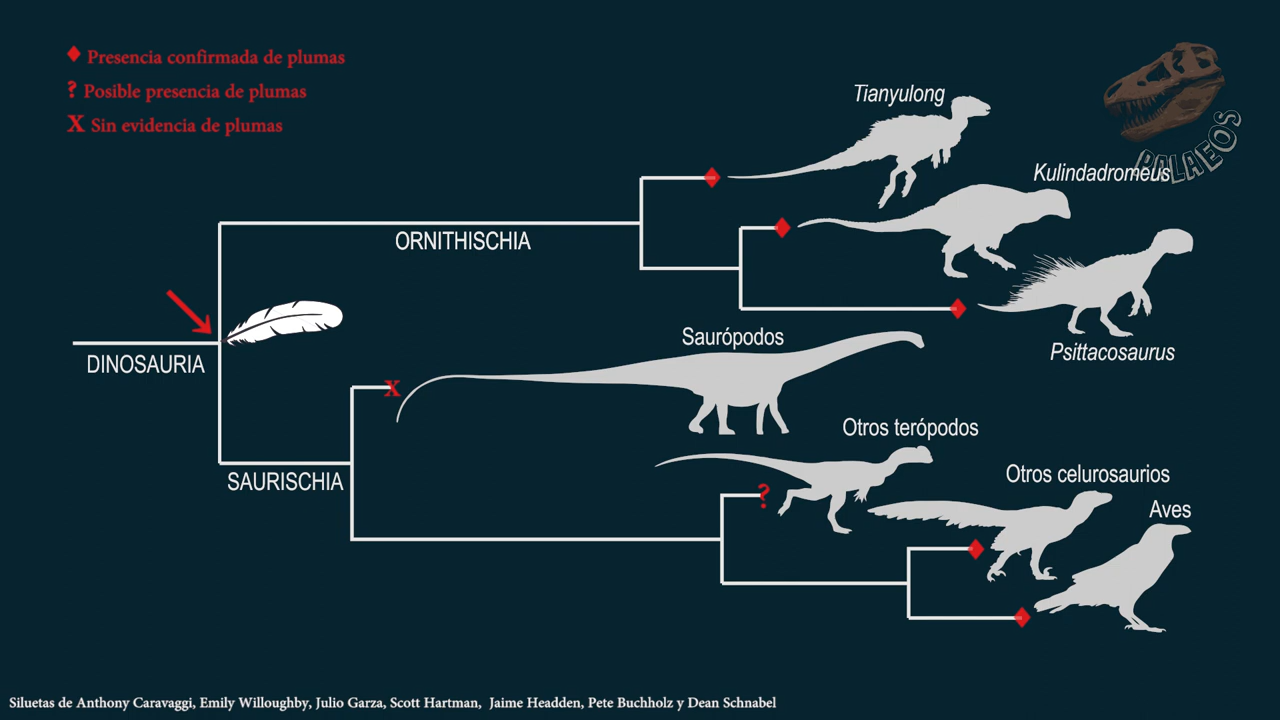 ♦ Presencia confirmada de plumas
? Posible presencia de plumas
X Sin evidencia de plumas
Tianyulong
PALAEOS
Kulindadromeus
ORNITHISCHIA
Psittacosaurus
Saurópodos
DINOSAURIA
X
Otros terópodos
SAURISCHIA
Otros celurosaurios
?
Aves
Siluetas de Anthony Caravaggi, Emily Willoughby, Julio Garza, Scott Hartman, Jaime Headden, Pete Buchholz y Dean Schnabel